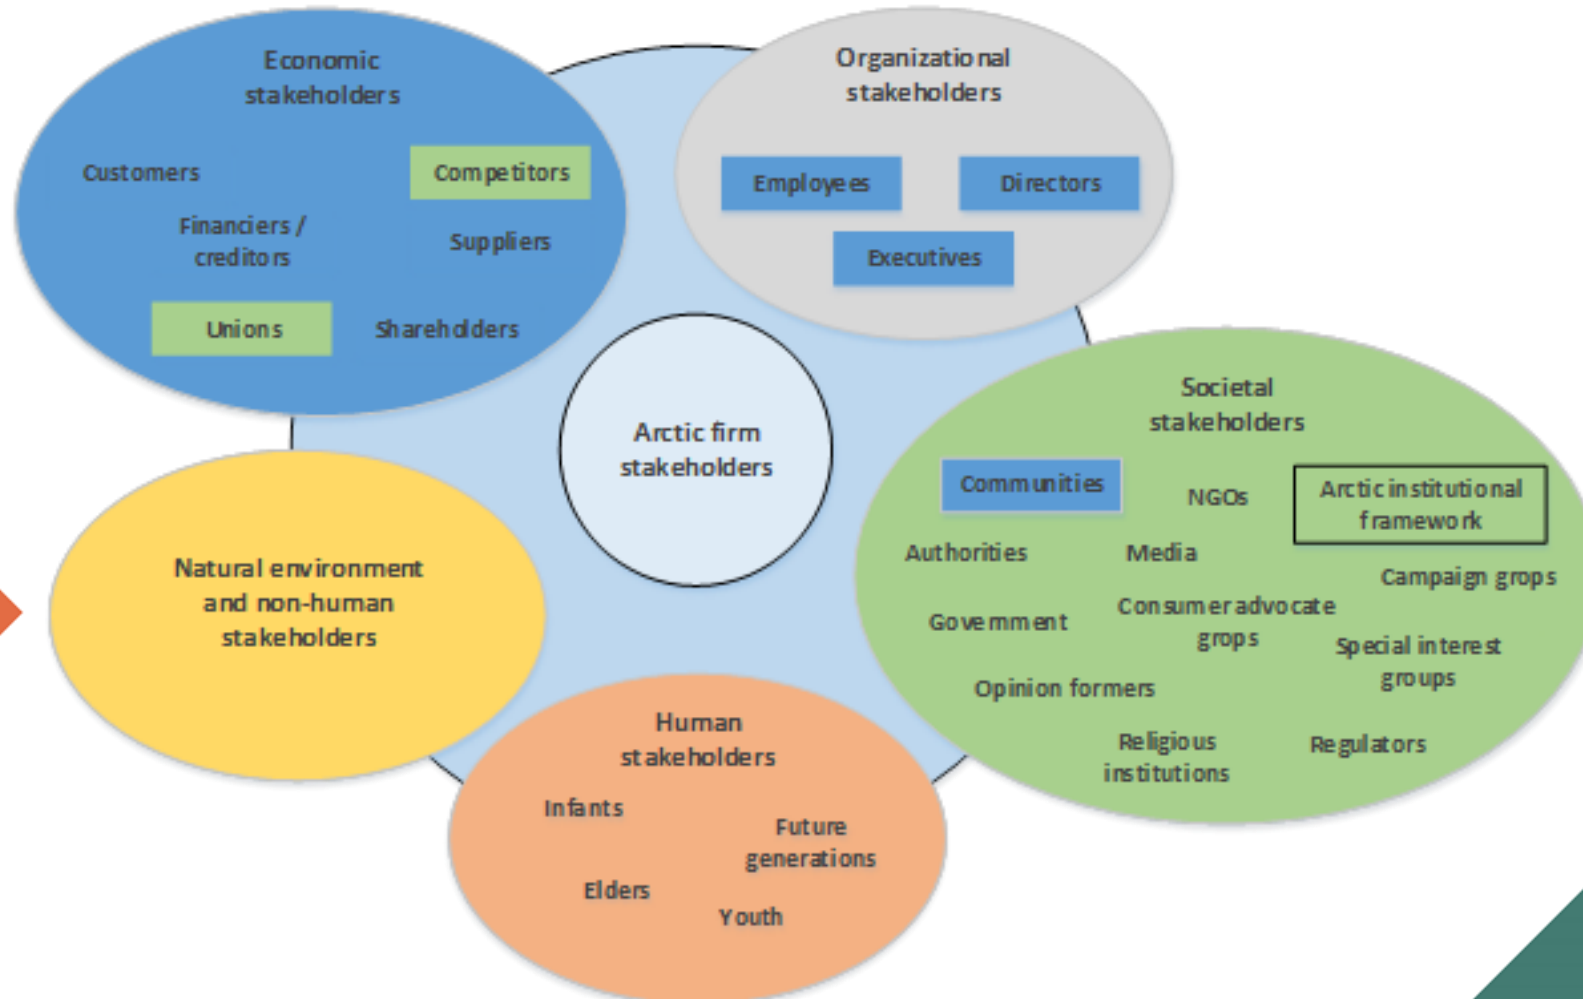 Economic
stakeholders
Customers
Competitors
Financiers /
creditors
Suppliers
Unions
Shareholders
Organizational
stakeholders
Employees
Directors
Executives
Arctic firm
stakeholders
Societal
stakeholders
Communities
NGOs
Arctic institutional
framework
Authorities
Media
Campaign grops
Government
Consumer advocate
grops
Special interest
groups
Opinion formers
Religious
institutions
Regulators
Natural environment
and non-human
stakeholders
Human
stakeholders
Infants
Future
generations
Elders
Youth